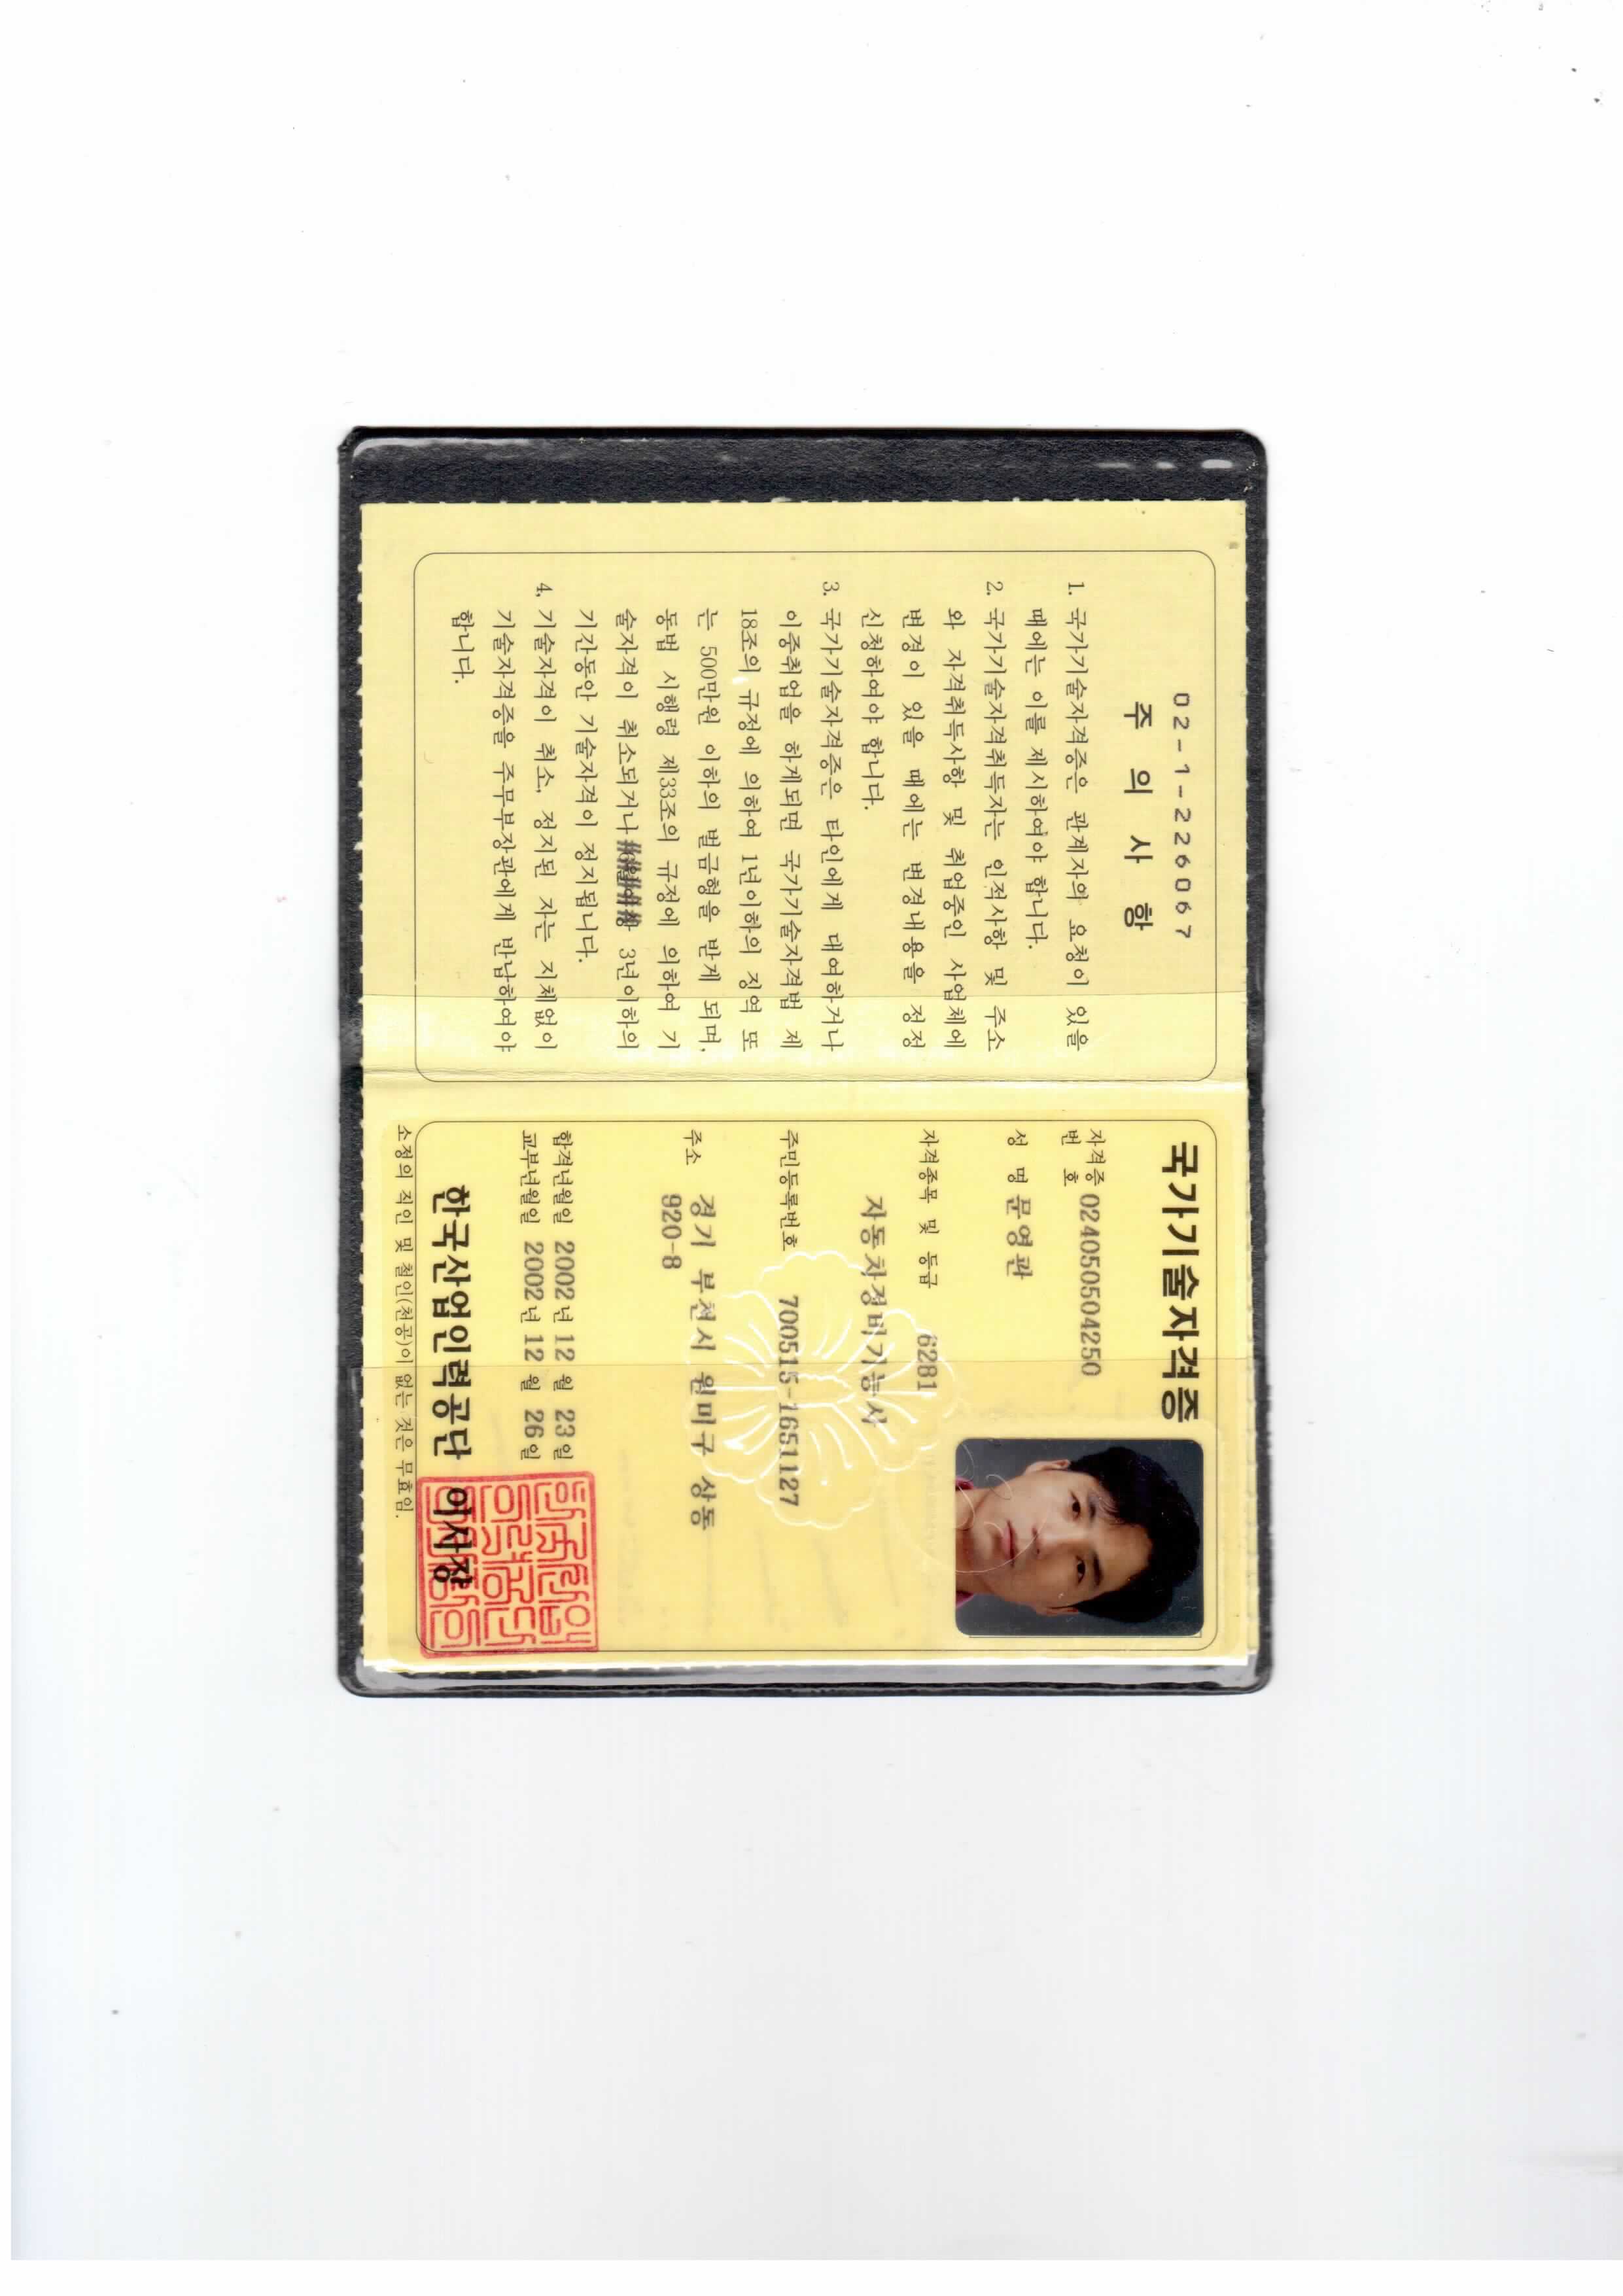 02-1-226067
주 의 사 항
1. 국가기술자격증은 관계자의 요청이 있을
때에는 이를 제시하여야 합니다.
2. 국가기술자격취득자는 인적사항 및 주소
와 자격취득사항 및 취업중인 사업체에
변경이 있을 때에는 변경내용을 정정
신청하여야 합니다.
3. 국가기술자격증은 타인에게 대여하거나
이중취업을 하게되면 국가기술자격법 제
18조의 규정에 의하여 1년이하의 징역 또
는 500만원 이하의 벌금형을 받게 되며,
동법 시행령 제33조의 규정에 의하여 기
술자격이 취소되거나 3년이하의
기간동안 기술자격이 정지됩니다.
4. 기술자격이 취소, 정지된 자는 지체없이
기술자격증을 주무부장관에게 반납하여야
합니다.
국가기술자격증
자격증
번 호 024050504250
성 명 문영관
자격종목 및 등급 6281
자동차정비기능사
주민등록번호 700515-1651127
주소 경기 부천시 원미구 상동
920-8
합격년월일 2002 년 12 월 23 일
교부년월일 2002 년 12 월 26 일
한국산업인력공단 이사장
소정의 직인 및 철인(천공)이 없는 것은 무효임.